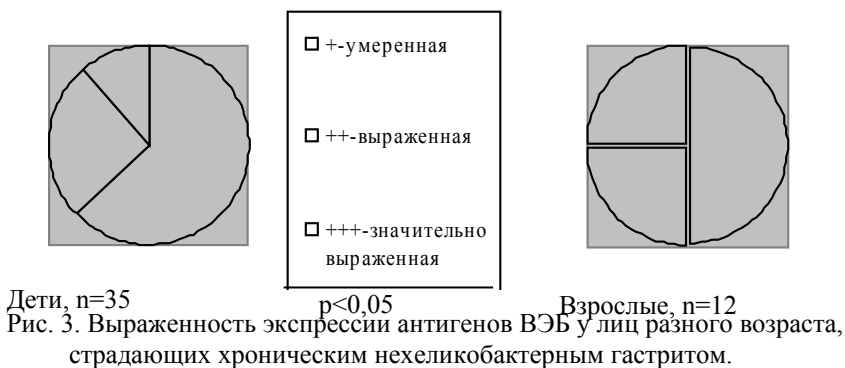 +-умеренная
++-выраженная
+++-значительно
выраженная
Дети, n=35
p<0,05
Взрослые, n=12
Рис. 3. Выраженность экспрессии антигенов ВЭБ у лиц разного возраста,
страдающих хроническим нехеликобактерным гастритом.